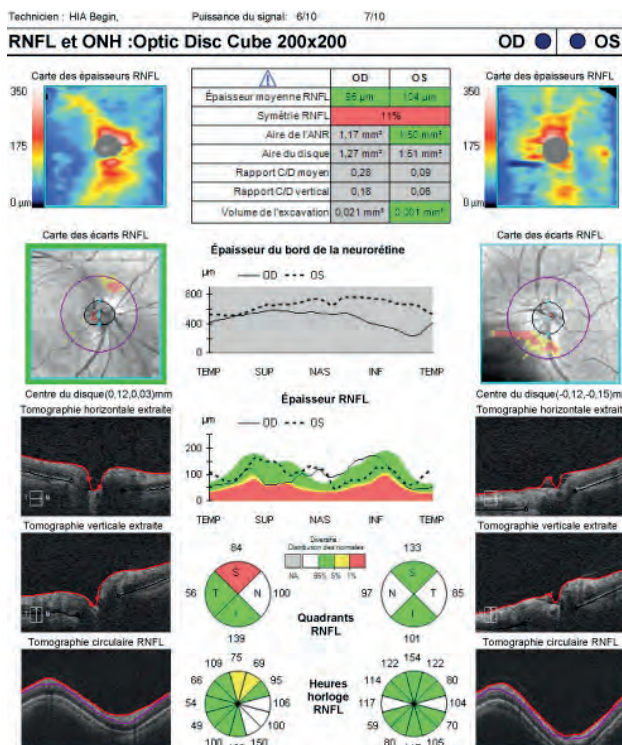 Technicien : HIA Begin, Puissance du signal: 6/10 7/10
RNFL et ONH :Optic Disc Cube 200x200 OD OS
Carte des épaisseurs RNFL
350
175
0 µm
OD OS
Épaisseur moyenne RNFL
Symétrie RNFL 11%
Aire de l'ANR 1,17 mm²
Aire du disque 1,27 mm² 1,51 mm²
Rapport C/D moyen 0,28 0,09
Rapport C/D vertical 0,18 0,06
Volume de l'excavation 0,021 mm³ 0,001 mm³
Carte des épaisseurs RNFL
350
175
0 µm
Carte des écarts RNFL
Carte des écarts RNFL
Épaisseur du bord de la neurorétine
µm OD OS
800
400
0
TEMP SUP NAS INF TEMP
Centre du disque(0,12,0,03)mm
Centre du disque(-0,12,-0,15)mm
Tomographie horizontale extraite
Tomographie horizontale extrait
Épaisseur RNFL
µm OD OS
200
100
0
TEMP SUP NAS INF TEMP
Tomographie verticale extraite
Tomographie verticale extraite
Distribution des normales
NA 95% 5% 1%
84
S
56 T N 100
I
139
133
S
97 N T 85
I
101
Quadrants
RNFL
Tomographie circulaire RNFL
Tomographie circulaire RNFL
Heures
horloge
RNFL
75
109 69
66 95
54 106
49 100
100 150
154
122 122
114 80
117 104
59 70
80 105